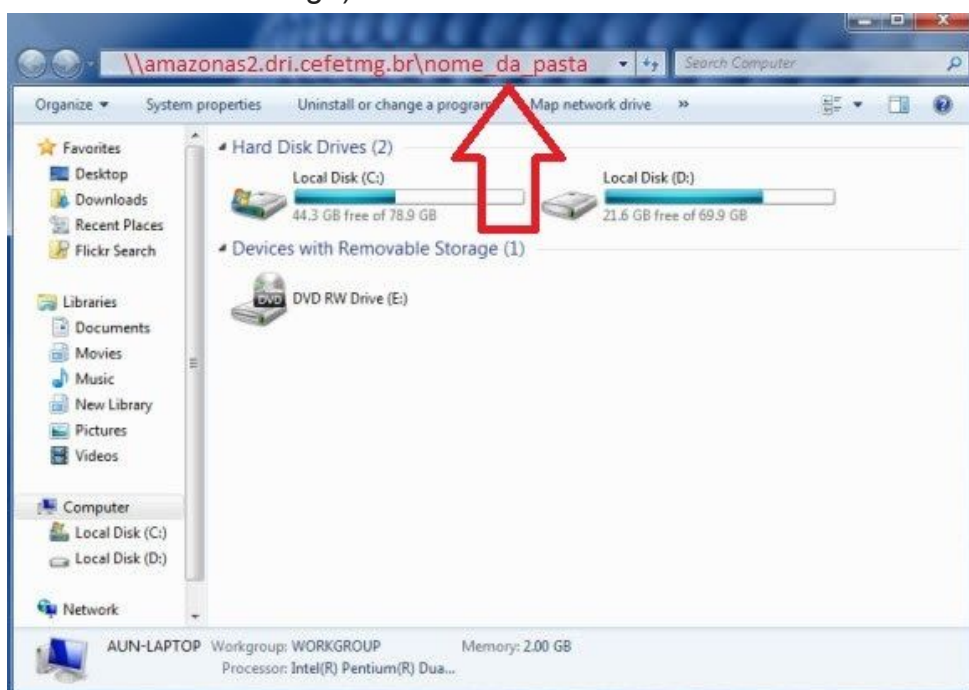 \\amazonas2.dri.cefetmg.br\nome_da_pasta
Search Computer
Organize
System properties
Uninstall or change a program
Map network drive
»
Favorites
Desktop
Downloads
Recent Places
Flickr Search
Libraries
Documents
Movies
Music
New Library
Pictures
Videos
Computer
Local Disk (C:)
Local Disk (D:)
Network
Hard Disk Drives (2)
Local Disk (C:)
44.3 GB free of 78.9 GB
Local Disk (D:)
21.6 GB free of 69.9 GB
Devices with Removable Storage (1)
DVD
DVD RW Drive (E:)
AUN-LAPTOP Workgroup: WORKGROUP Memory: 2.00 GB
Processor: Intel(R) Pentium(R) Dua...